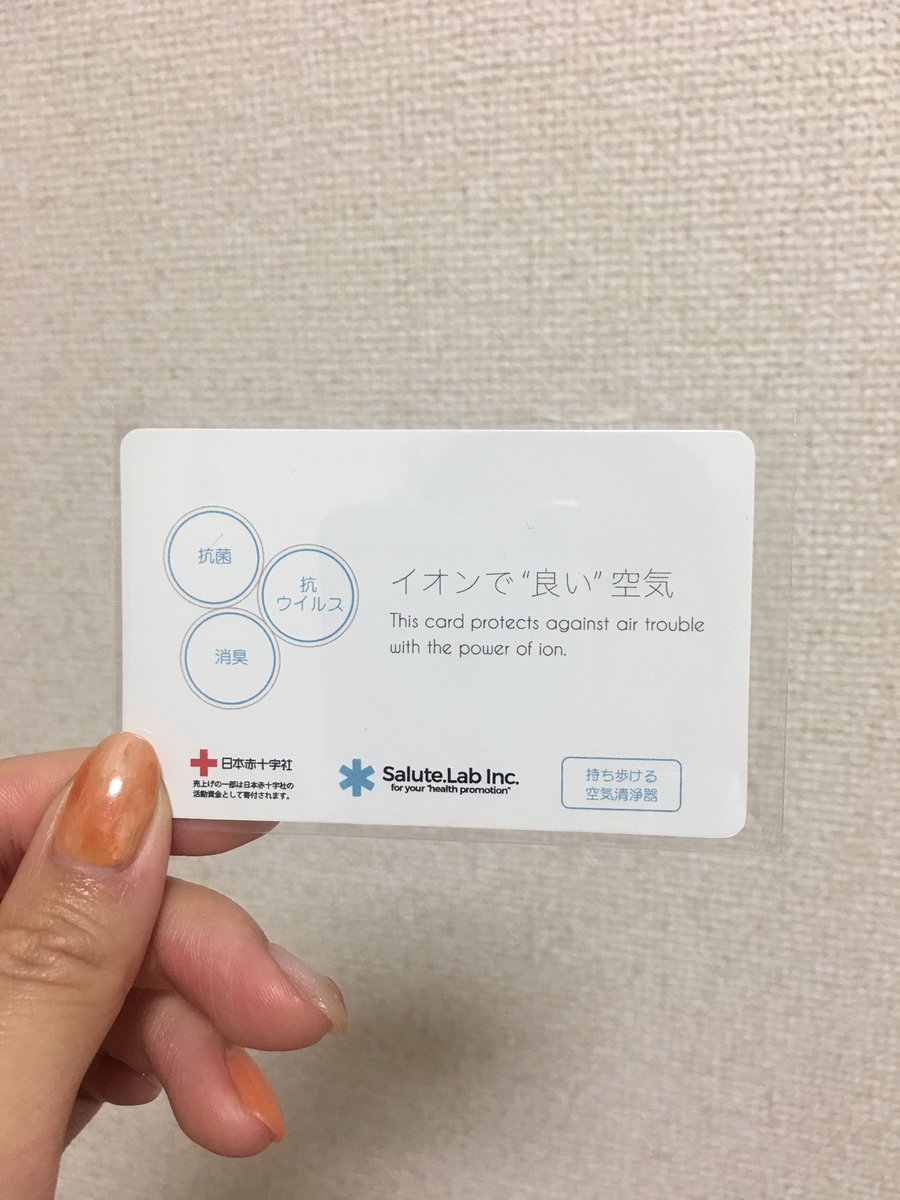 抗菌
抗
ウイルス
消臭
イオンで“良い”空気
This card protects against air trouble
with the power of ion.
日本赤十字社
売上げの一部は日本赤十字社の
活動資金として寄付されます。
Salute.Lab Inc.
for your "health promotion"
持ち歩ける
空気清浄器